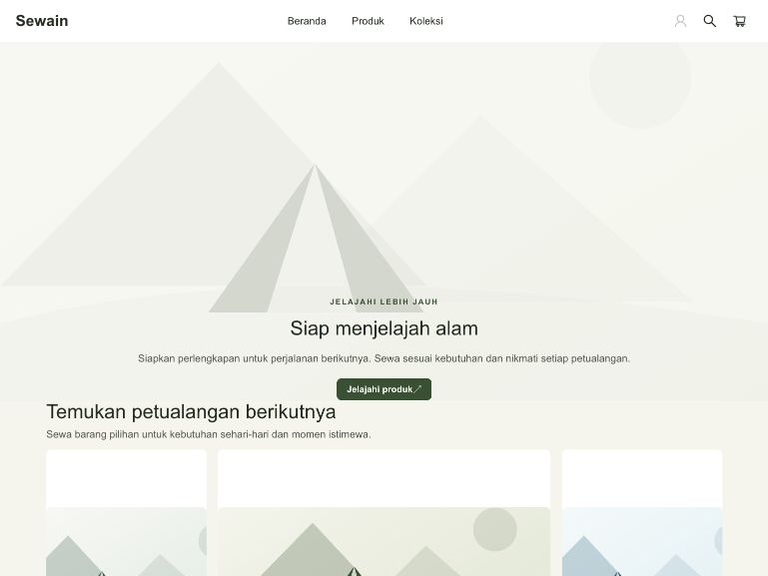 Sewain
Beranda
Produk
Koleksi
JELAJAHI LEBIH JAUH
Siap menjelajah alam
Siapkan perlengkapan untuk perjalanan berikutnya. Sewa sesuai kebutuhan dan nikmati setiap petualangan.
Jelajahi produk↗
Temukan petualangan berikutnya
Sewa barang pilihan untuk kebutuhan sehari-hari dan momen istimewa.